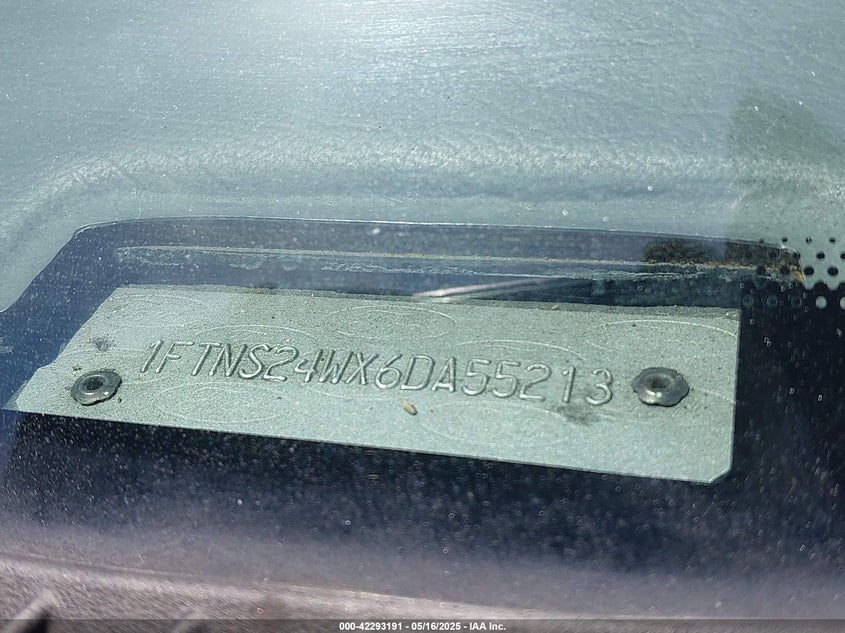 1FTNS24WX6DA55213
000-42293191 - 05/16/2025 - IAA Inc.